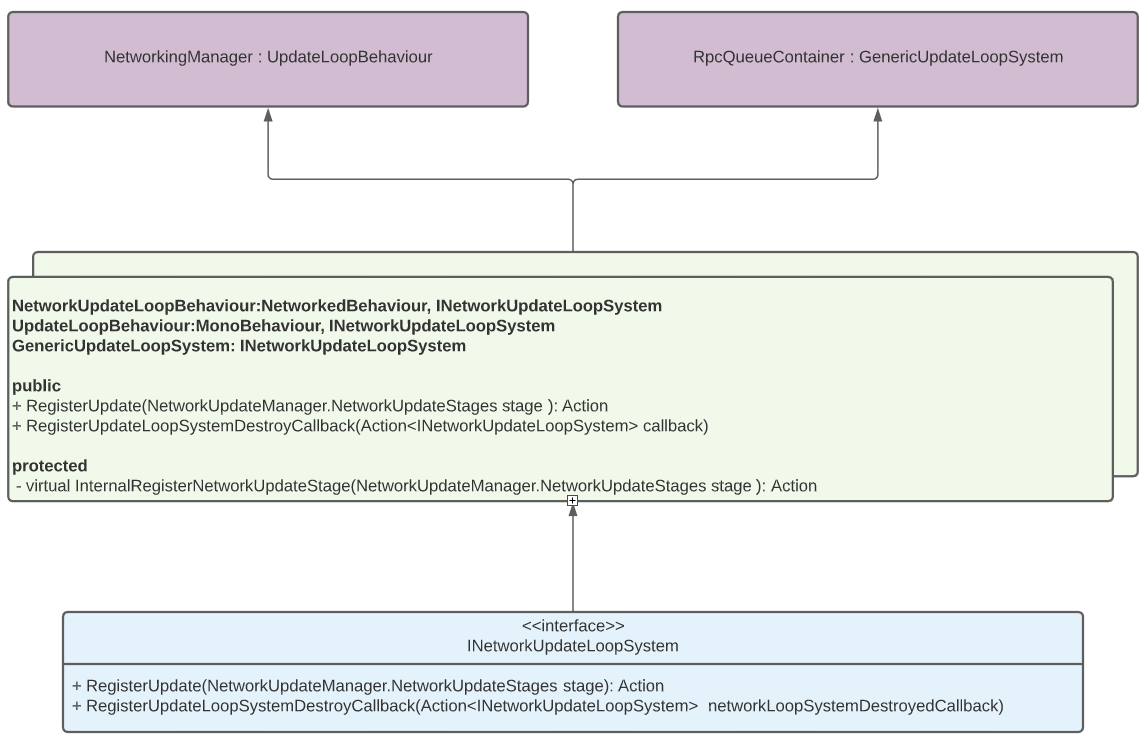 NetworkingManager : UpdateLoopBehaviour
RpcQueueContainer : GenericUpdateLoopSystem
NetworkUpdateLoopBehaviour:NetworkedBehaviour, INetworkUpdateLoopSystem
UpdateLoopBehaviour:MonoBehaviour, INetworkUpdateLoopSystem
GenericUpdateLoopSystem: INetworkUpdateLoopSystem
public
+ RegisterUpdate(NetworkUpdateManager.NetworkUpdateStages stage ): Action
+ RegisterUpdateLoopSystemDestroyCallback(Action<INetworkUpdateLoopSystem> callback)
protected
- virtual InternalRegisterNetworkUpdateStage(NetworkUpdateManager.NetworkUpdateStages stage ): Action
<<interface>>
INetworkUpdateLoopSystem
+ RegisterUpdate(NetworkUpdateManager.NetworkUpdateStages stage): Action
+ RegisterUpdateLoopSystemDestroyCallback(Action<INetworkUpdateLoopSystem>  networkLoopSystemDestroyedCallback)